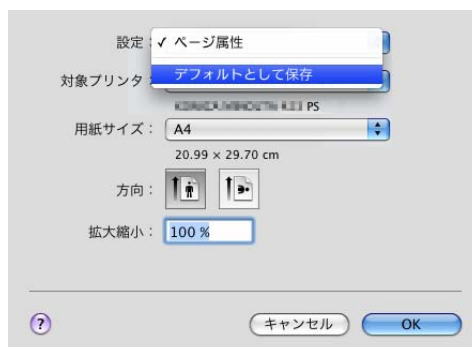 設定： ✓ ページ属性
デフォルトとして保存
対象プリンタ：
PS
用紙サイズ： A4
20.99 × 29.70 cm
方向：
拡大縮小： 100 %
? キャンセル OK